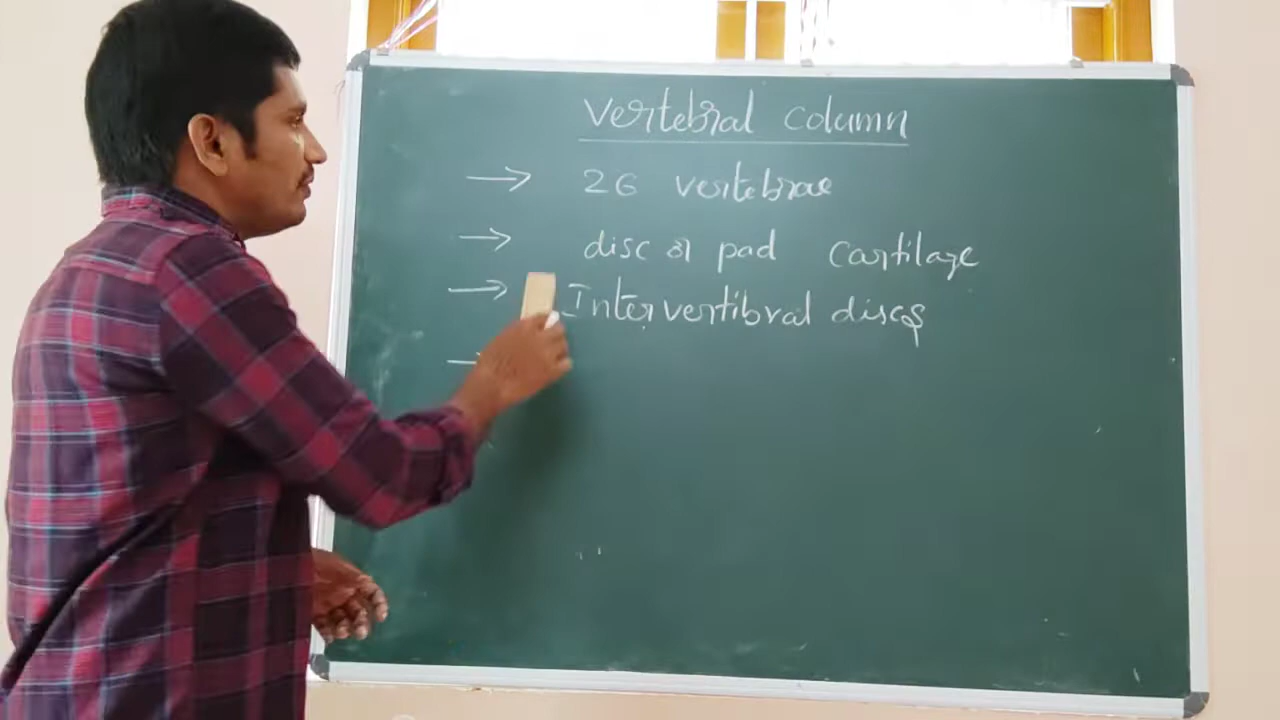 Vertebral column
→ 26 vertebrae
→ disc or pad cartilage
→ Intervertibral discs
→